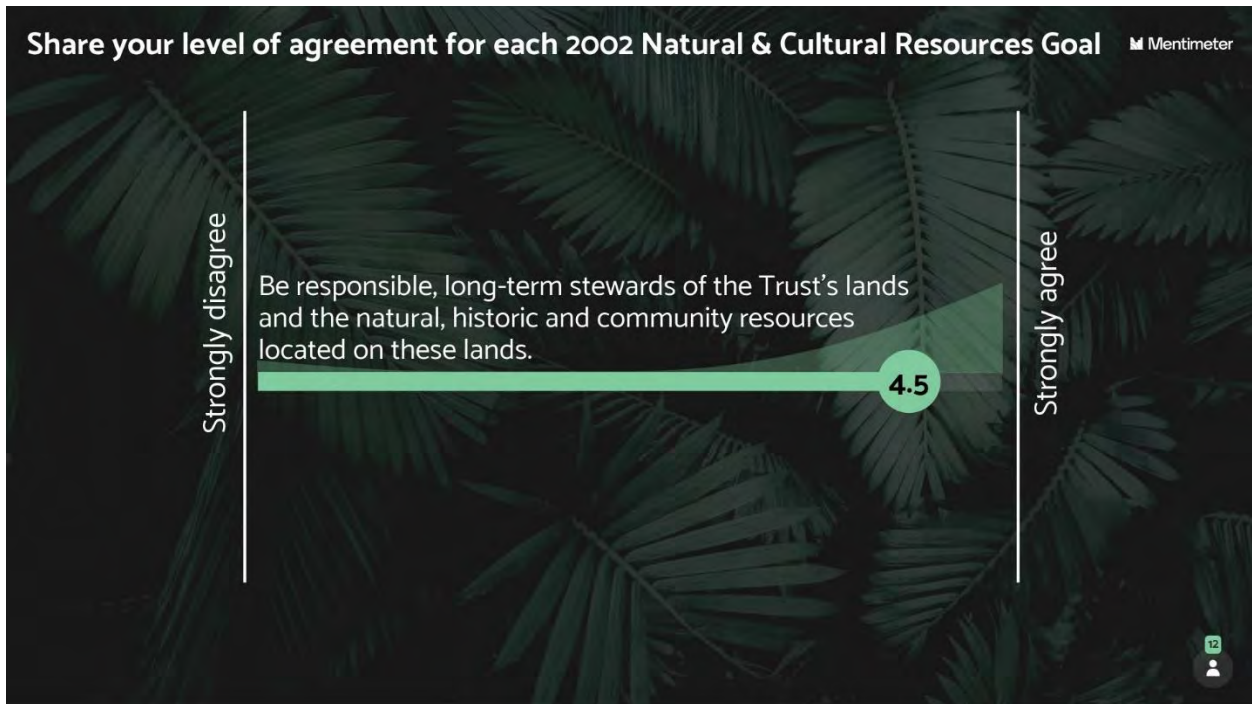 Share your level of agreement for each 2002 Natural & Cultural Resources Goal
Mentimeter
Strongly disagree
Be responsible, long-term stewards of the Trust's lands
and the natural, historic and community resources
located on these lands.
4.5
Strongly agree
12